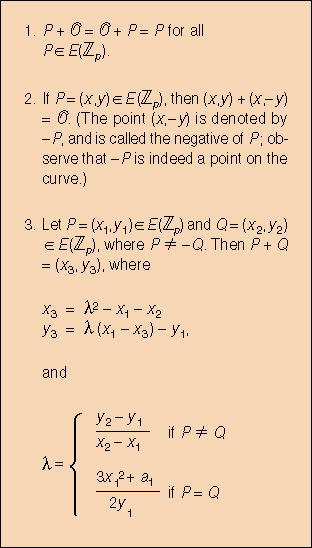 1. P + 𝒪 = 𝒪 + P = P for all
P ∈ E(ℤₚ).
2. If P = (x,y) ∈ E(ℤₚ), then (x,y) + (x,–y)
= 𝒪. (The point (x,–y) is denoted by
–P, and is called the negative of P; ob-
serve that –P is indeed a point on the
curve.)
3. Let P = (x₁,y₁) ∈ E(ℤₚ) and Q = (x₂, y₂)
∈ E(ℤₚ), where P ≠ –Q. Then P + Q
= (x₃, y₃), where
x₃ = λ² – x₁ – x₂
y₃ = λ (x₁ – x₃) – y₁,
and
λ = { (y₂ – y₁)/(x₂ – x₁) if P ≠ Q
(3x₁² + a₁)/(2y₁) if P = Q